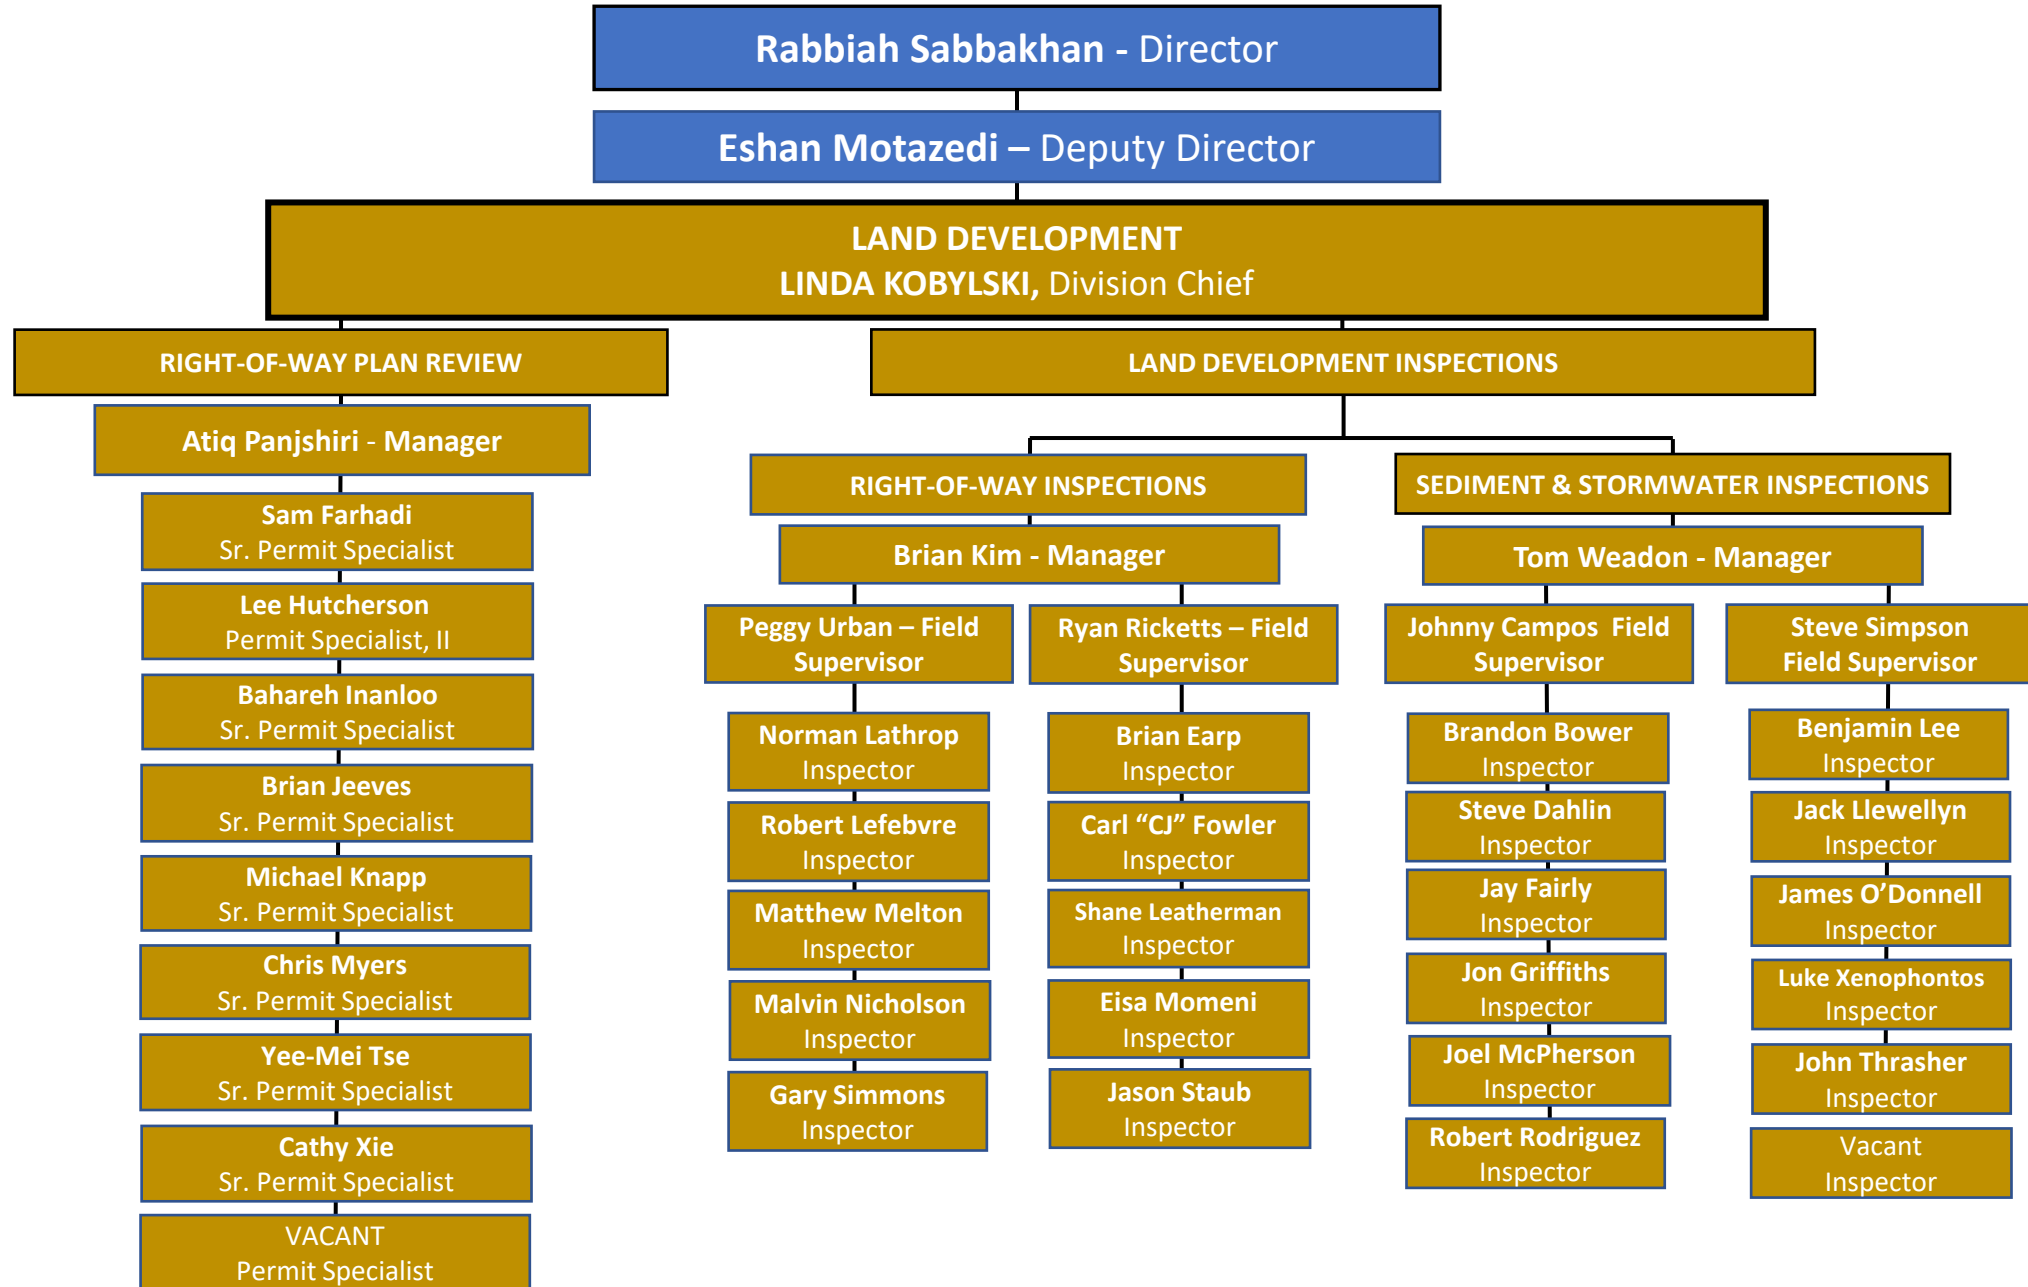 Rabbiah Sabbakhan - Director
Eshan Motazedi – Deputy Director
LAND DEVELOPMENT
LINDA KOBYLSKI, Division Chief
RIGHT-OF-WAY PLAN REVIEW
Atiq Panjshiri - Manager
Sam Farhadi
Sr. Permit Specialist
Lee Hutcherson
Permit Specialist, II
Bahareh Inanloo
Sr. Permit Specialist
Brian Jeeves
Sr. Permit Specialist
Michael Knapp
Sr. Permit Specialist
Chris Myers
Sr. Permit Specialist
Yee-Mei Tse
Sr. Permit Specialist
Cathy Xie
Sr. Permit Specialist
VACANT
Permit Specialist
LAND DEVELOPMENT INSPECTIONS
RIGHT-OF-WAY INSPECTIONS
Brian Kim - Manager
Peggy Urban – Field
Supervisor
Norman Lathrop
Inspector
Robert Lefebvre
Inspector
Matthew Melton
Inspector
Malvin Nicholson
Inspector
Gary Simmons
Inspector
Ryan Ricketts – Field
Supervisor
Brian Earp
Inspector
Carl “CJ” Fowler
Inspector
Shane Leatherman
Inspector
Eisa Momeni
Inspector
Jason Staub
Inspector
SEDIMENT & STORMWATER INSPECTIONS
Tom Weadon - Manager
Johnny Campos  Field
Supervisor
Brandon Bower
Inspector
Steve Dahlin
Inspector
Jay Fairly
Inspector
Jon Griffiths
Inspector
Joel McPherson
Inspector
Robert Rodriguez
Inspector
Steve Simpson
Field Supervisor
Benjamin Lee
Inspector
Jack Llewellyn
Inspector
James O’Donnell
Inspector
Luke Xenophontos
Inspector
John Thrasher
Inspector
Vacant
Inspector